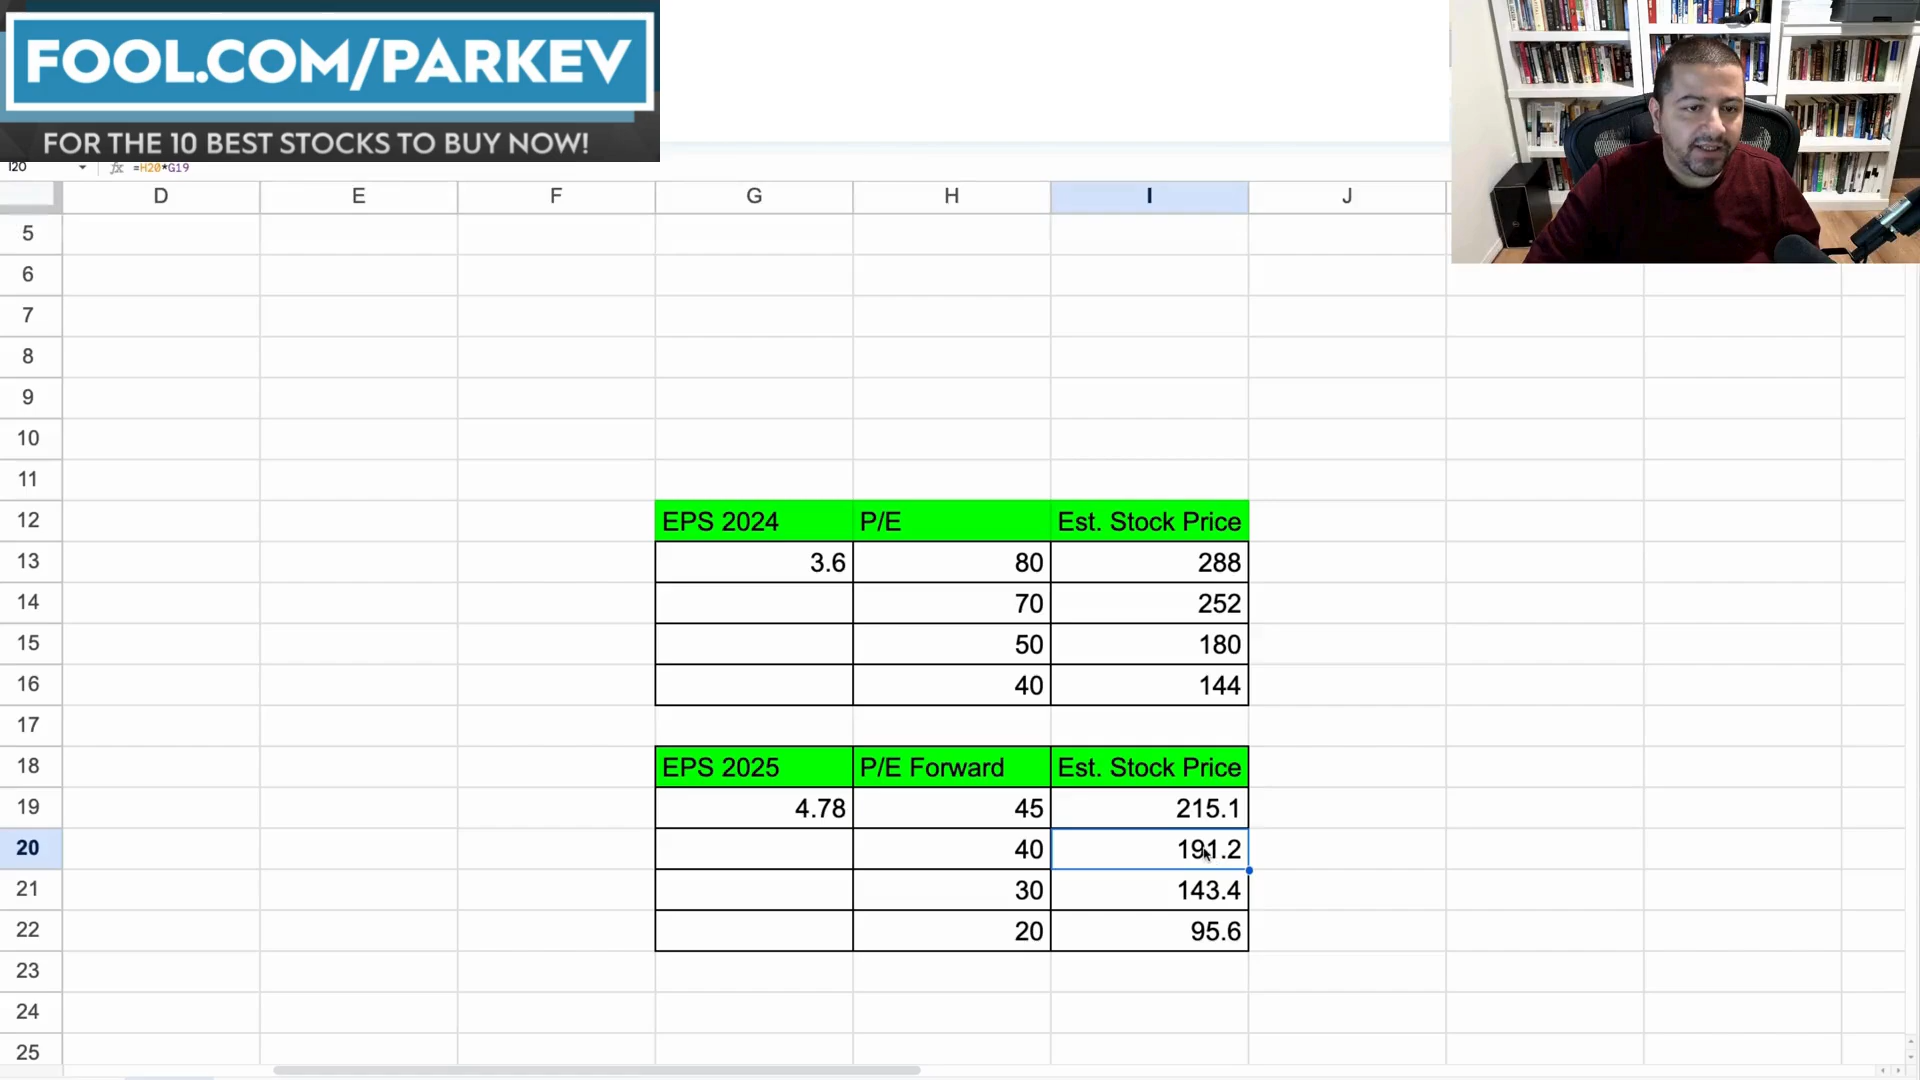 FOOL.COM/PARKEV
FOR THE 10 BEST STOCKS TO BUY NOW!
I20 fx =H20*G19
D E F G H I J
5
6
7
8
9
10
11
12 EPS 2024 P/E Est. Stock Price
13 3.6 80 288
14 70 252
15 50 180
16 40 144
17
18 EPS 2025 P/E Forward Est. Stock Price
19 4.78 45 215.1
20 40 191.2
21 30 143.4
22 20 95.6
23
24
25